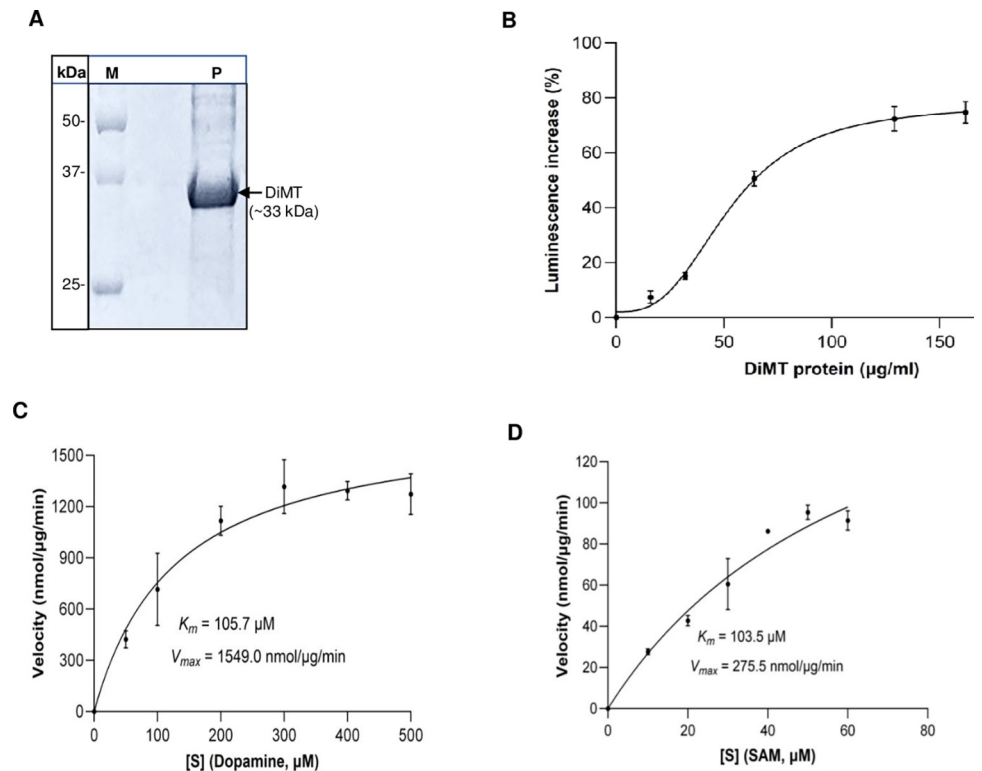 A
kDa M P
50-
37-
DiMT
(~33 kDa)
25-
B
Luminescence increase (%)
100
80
60
40
20
0
0 50 100 150
DiMT protein (µg/ml)
C
Velocity (nmol/µg/min)
1500
1200
900
600
300
0
Km = 105.7 µM
Vmax = 1549.0 nmol/µg/min
0 100 200 300 400 500
[S] (Dopamine, µM)
D
Velocity (nmol/µg/min)
120
100
80
60
40
20
0
Km = 103.5 µM
Vmax = 275.5 nmol/µg/min
0 20 40 60 80
[S] (SAM, µM)